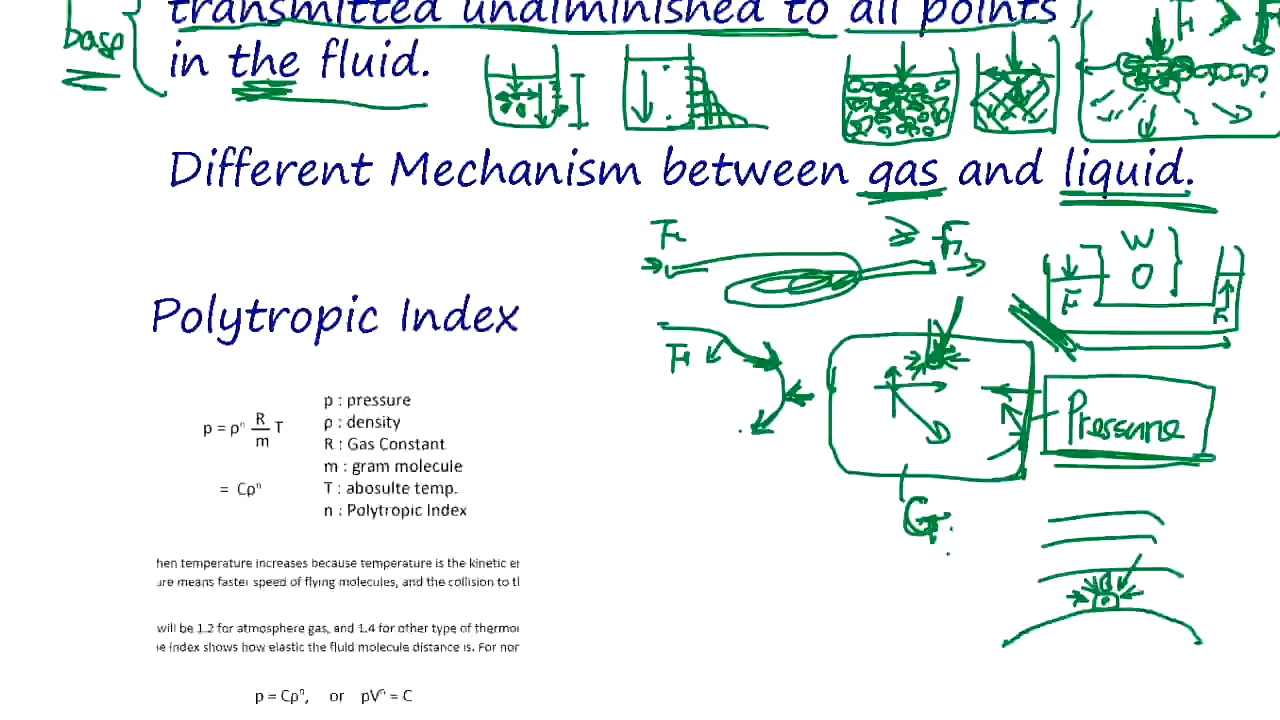 transmitted undiminished to all points
base
in the fluid.
F >
Different Mechanism between gas and liquid.
F
W
O
F
F
Polytropic Index
Pressure
p = ρⁿ R/m T
p : pressure
ρ : density
R : Gas Constant
m : gram molecule
= Cρⁿ
T : abosulte temp.
n : Polytropic Index
G
hen temperature increases because temperature is the kinetic er
ure means faster speed of flying molecules, and the collision to tl
will be 1.2 for atmosphere gas, and 1.4 for other type of thermo
ie index shows how elastic the fluid molecule distance is. For nor
p = Cρⁿ, or pVⁿ = C